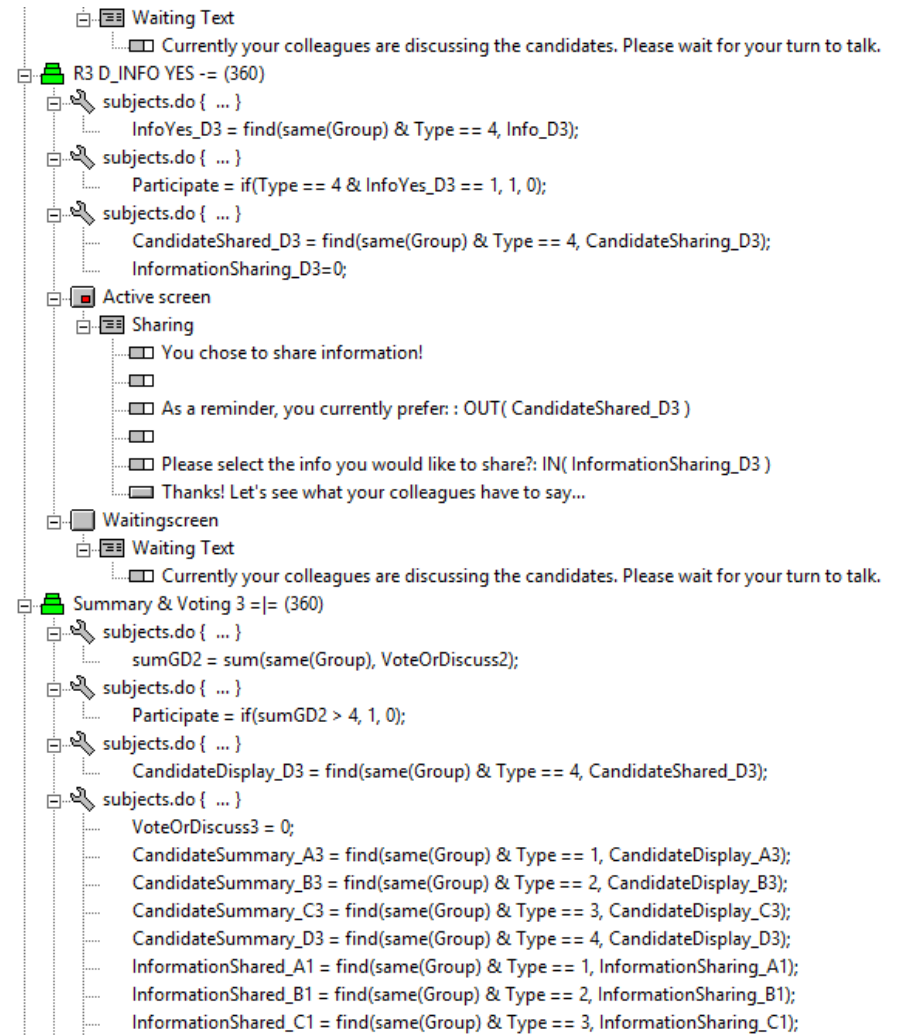 Waiting Text
Currently your colleagues are discussing the candidates. Please wait for your turn to talk.
R3 D_INFO YES -= (360)
subjects.do { ... }
InfoYes_D3 = find(same(Group) & Type == 4, Info_D3);
subjects.do { ... }
Participate = if(Type == 4 & InfoYes_D3 == 1, 1, 0);
subjects.do { ... }
CandidateShared_D3 = find(same(Group) & Type == 4, CandidateSharing_D3);
InformationSharing_D3=0;
Active screen
Sharing
You chose to share information!
As a reminder, you currently prefer: : OUT( CandidateShared_D3 )
Please select the info you would like to share?: IN( InformationSharing_D3 )
Thanks! Let's see what your colleagues have to say...
Waitingscreen
Waiting Text
Currently your colleagues are discussing the candidates. Please wait for your turn to talk.
Summary & Voting 3 =|= (360)
subjects.do { ... }
sumGD2 = sum(same(Group), VoteOrDiscuss2);
subjects.do { ... }
Participate = if(sumGD2 > 4, 1, 0);
subjects.do { ... }
CandidateDisplay_D3 = find(same(Group) & Type == 4, CandidateShared_D3);
subjects.do { ... }
VoteOrDiscuss3 = 0;
CandidateSummary_A3 = find(same(Group) & Type == 1, CandidateDisplay_A3);
CandidateSummary_B3 = find(same(Group) & Type == 2, CandidateDisplay_B3);
CandidateSummary_C3 = find(same(Group) & Type == 3, CandidateDisplay_C3);
CandidateSummary_D3 = find(same(Group) & Type == 4, CandidateDisplay_D3);
InformationShared_A1 = find(same(Group) & Type == 1, InformationSharing_A1);
InformationShared_B1 = find(same(Group) & Type == 2, InformationSharing_B1);
InformationShared_C1 = find(same(Group) & Type == 3, InformationSharing_C1);